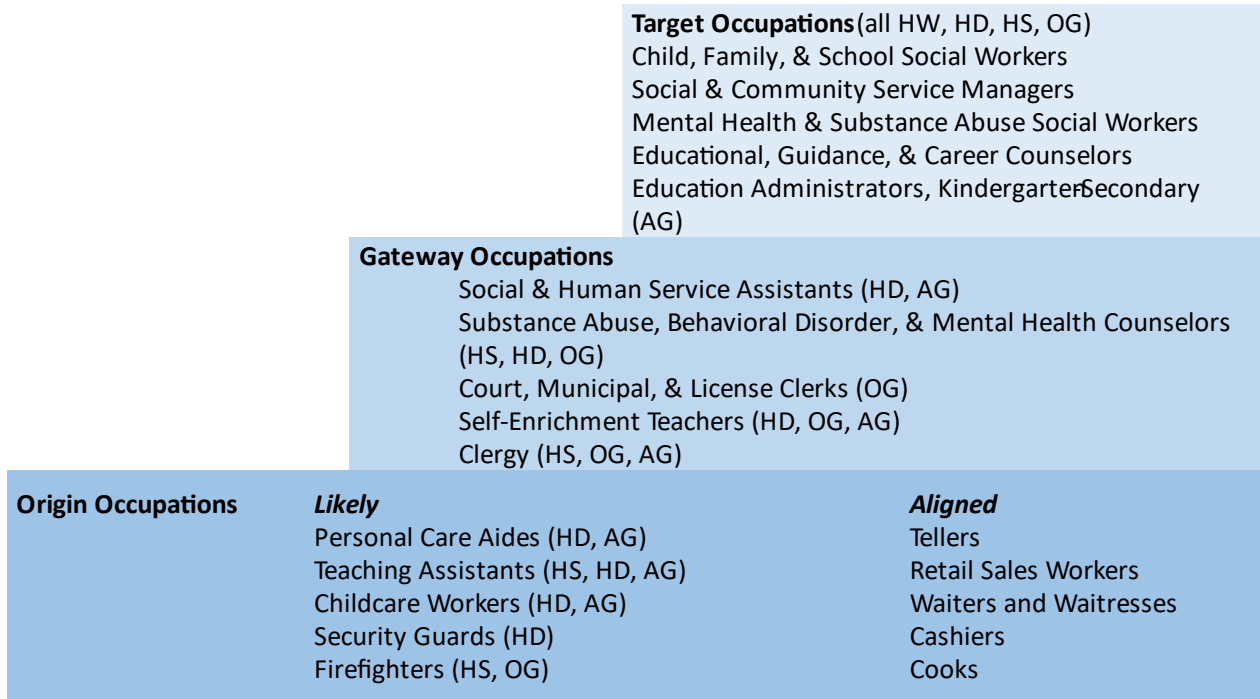 Target Occupations(all HW, HD, HS, OG)
Child, Family, & School Social Workers
Social & Community Service Managers
Mental Health & Substance Abuse Social Workers
Educational, Guidance, & Career Counselors
Education Administrators, Kindergarten-Secondary
(AG)
Gateway Occupations
Social & Human Service Assistants (HD, AG)
Substance Abuse, Behavioral Disorder, & Mental Health Counselors
(HS, HD, OG)
Court, Municipal, & License Clerks (OG)
Self-Enrichment Teachers (HD, OG, AG)
Clergy (HS, OG, AG)
Origin Occupations
Likely
Personal Care Aides (HD, AG)
Teaching Assistants (HS, HD, AG)
Childcare Workers (HD, AG)
Security Guards (HD)
Firefighters (HS, OG)
Aligned
Tellers
Retail Sales Workers
Waiters and Waitresses
Cashiers
Cooks